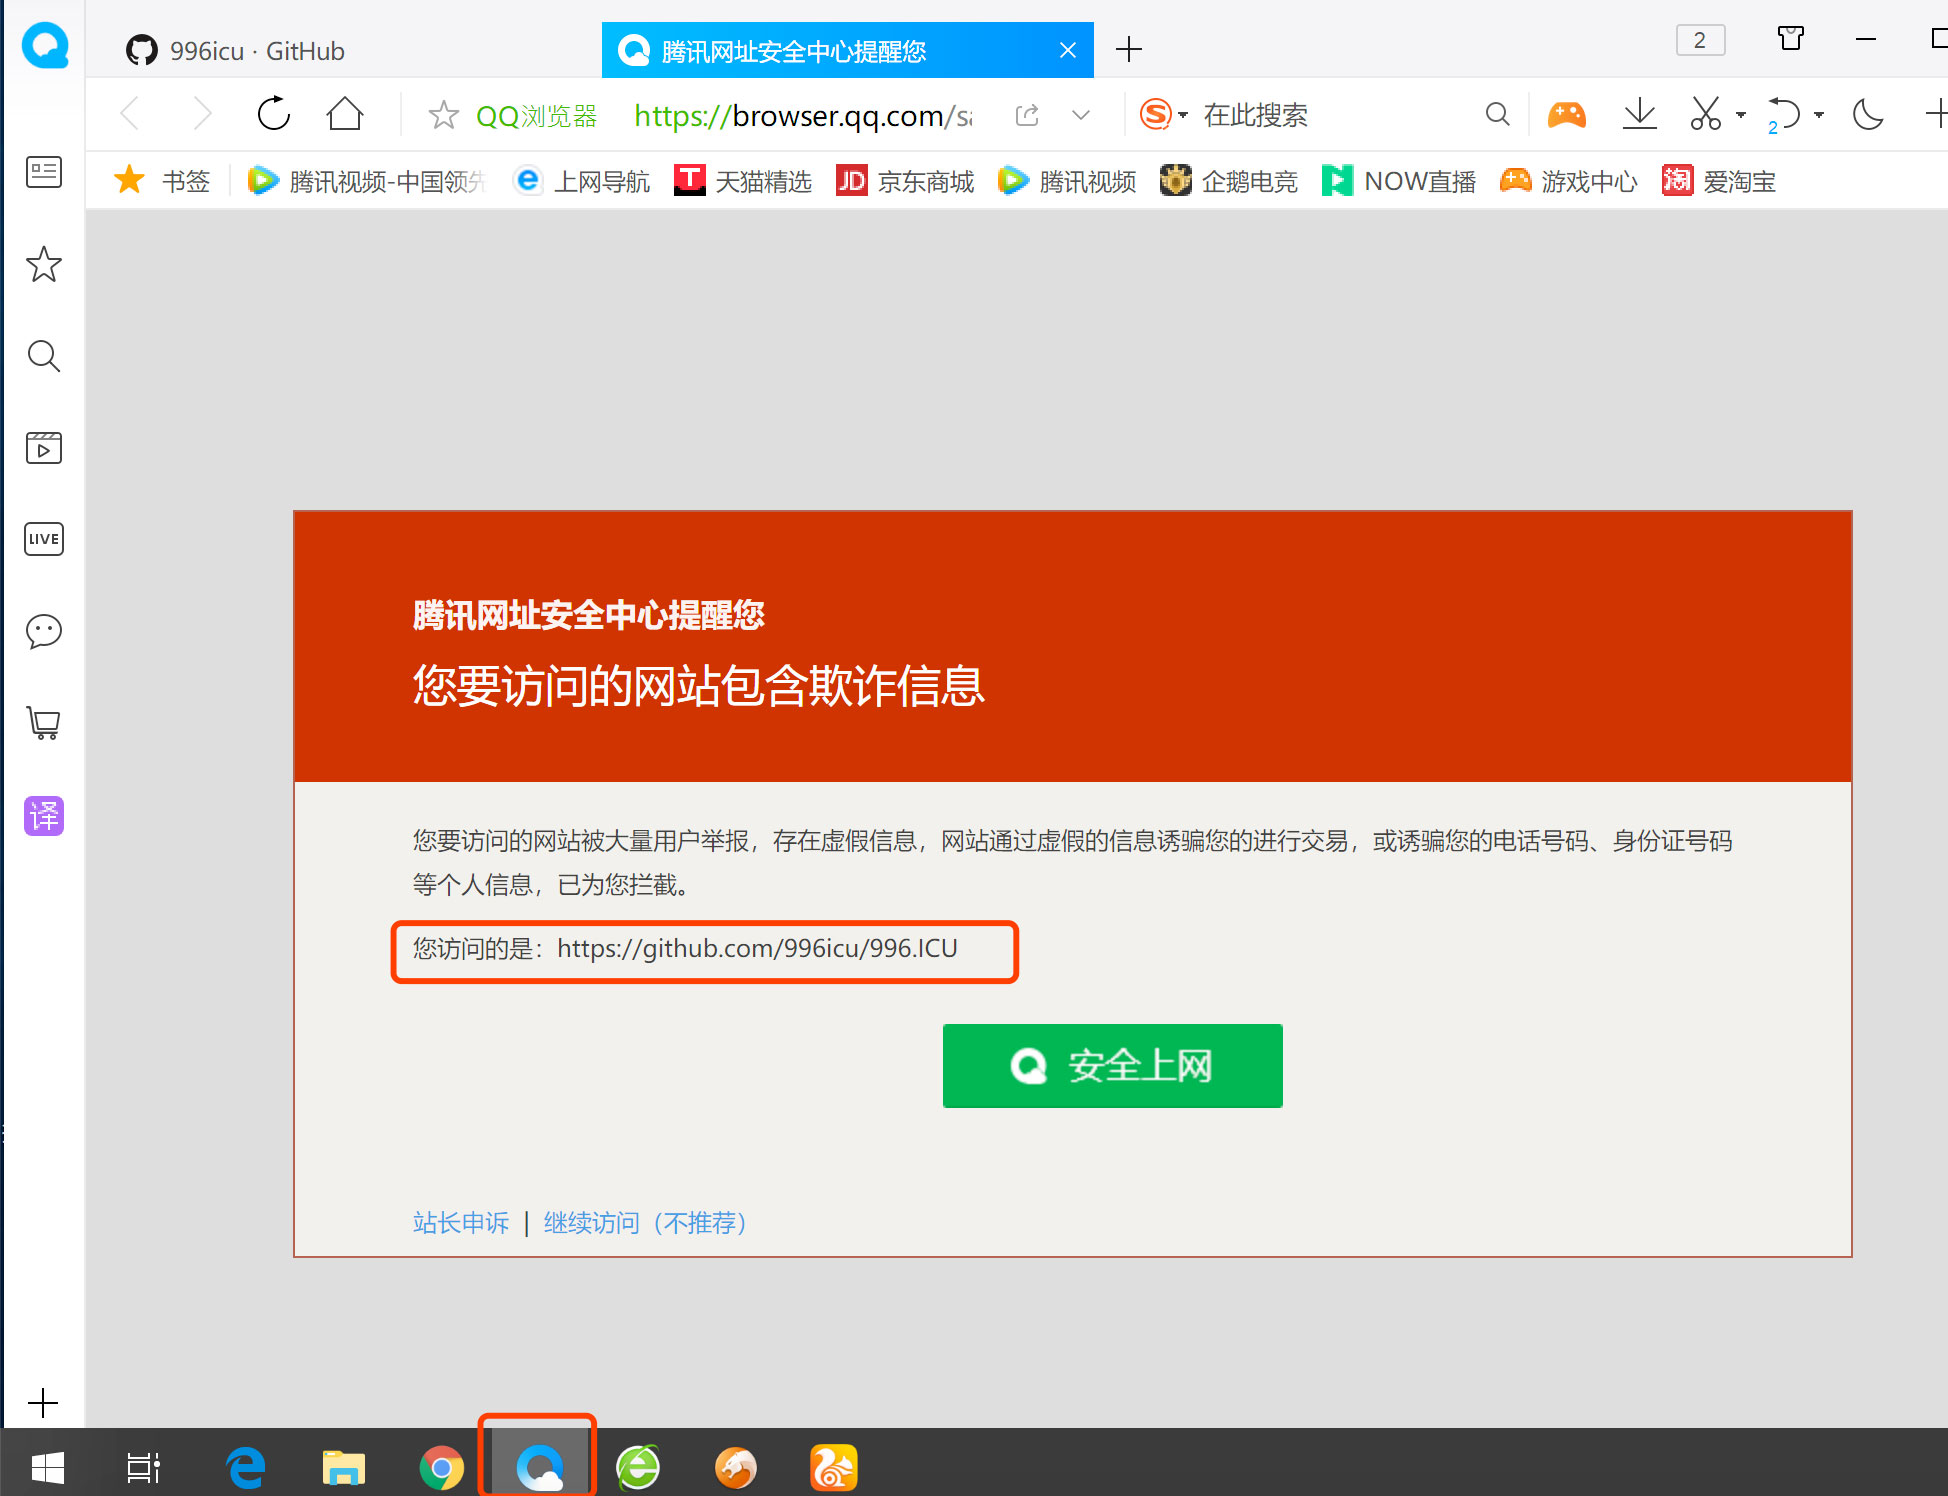 996icu · GitHub
腾讯网址安全中心提醒您
2
QQ浏览器
https://browser.qq.com/sa
在此搜索
2
书签
腾讯视频-中国领先
上网导航
天猫精选
JD 京东商城
腾讯视频
企鹅电竞
NOW直播
游戏中心
淘 爱淘宝
LIVE
译
腾讯网址安全中心提醒您
您要访问的网站包含欺诈信息
您要访问的网站被大量用户举报，存在虚假信息，网站通过虚假的信息诱骗您的进行交易，或诱骗您的电话号码、身份证号码
等个人信息，已为您拦截。
您访问的是：https://github.com/996icu/996.ICU
安全上网
站长申诉 | 继续访问（不推荐）